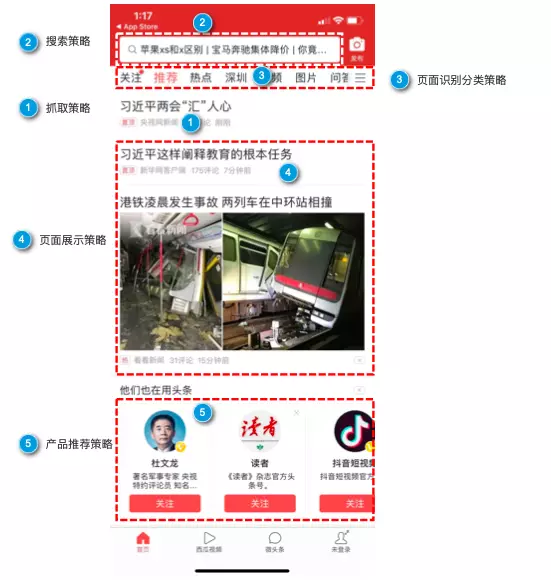 1:17
App Store
2
2 搜索策略
苹果xs和x区别 | 宝马奔驰集体降价 | 你竟…
发布
关注 推荐 热点 深圳 频 图片 问答
3
3 页面识别分类策略
习近平两会“汇”人心
1 抓取策略
置顶 央视网新闻 论 刚刚
1
习近平这样阐释教育的根本任务
置顶 新华网客户端 175评论 7分钟前
4
港铁凌晨发生事故 两列车在中环站相撞
4 页面展示策略
看看新闻
热 看看新闻 31评论 15分钟前
他们也在用头条
5
5 产品推荐策略
读者
杜文龙 读者 抖音短视频
著名军事专家 央视特约评论员 知名…
《读者》杂志官方头条号。
抖音短视频官方
关注 关注
首页 西瓜视频 微头条 未登录